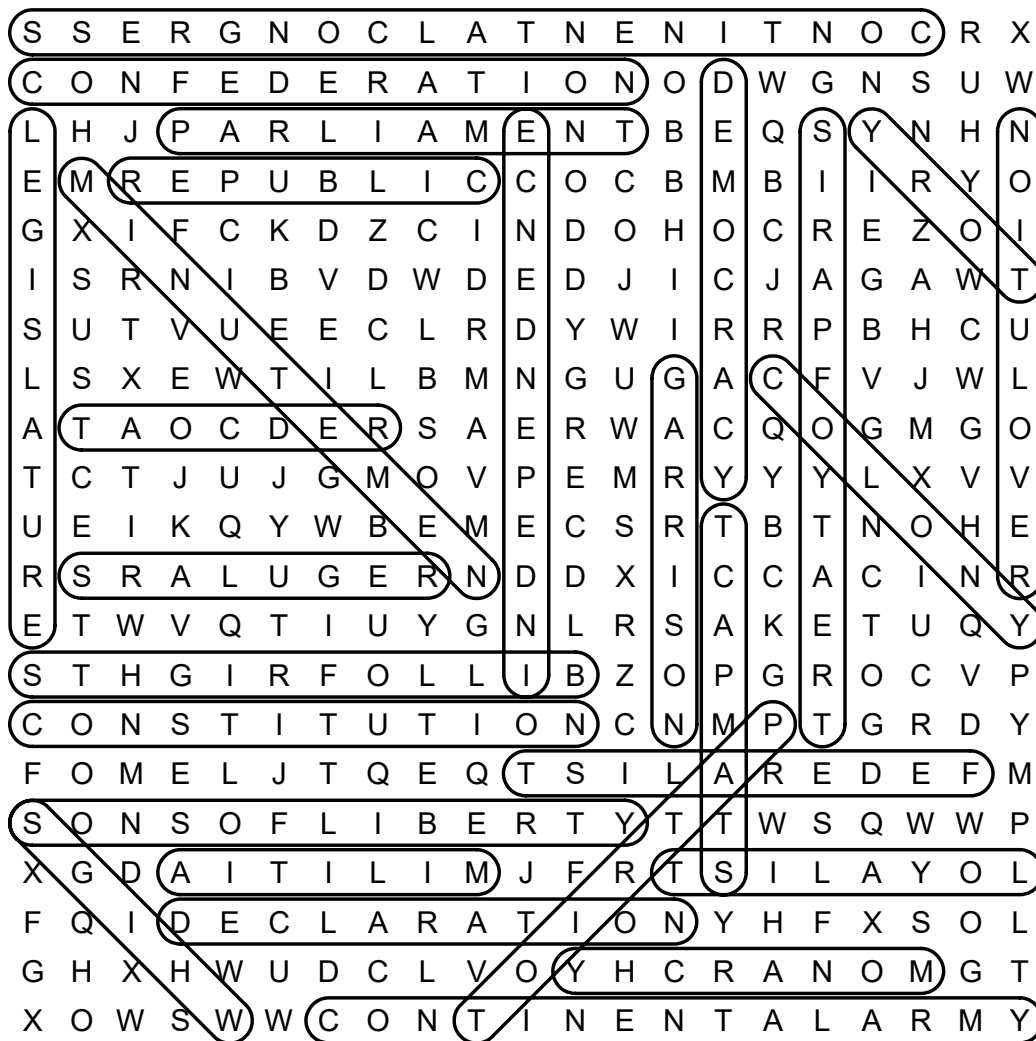 S S E R G N O C L A T N E N I T N O C R X
C O N F E D E R A T I O N O D W G N S U W
L H J P A R L I A M E N T B E Q S Y N H N
E M R E P U B L I C C O C B M B I I R Y O
G X I F C K D Z C I N D O H O C R E Z O I
I S R N I B V D W D E D J I C J A G A W T
S U T V U E E C L R D Y W I R R P B H C U
L S X E W T I L B M N G U G A C F V J W L
A T A O C D E R S A E R W A C Q O G M G O
T C T J U J G M O V P E M R Y Y Y L X V V
U E I K Q Y W B E M E C S R T B T N O H E
R S R A L U G E R N D D X I C C A C I N R
E T W V Q T I U Y G N L R S A K E T U Q Y
S T H G I R F O L L I B Z O P G R O C V P
C O N S T I T U T I O N C N M P T G R D Y
F O M E L J T Q E Q T S I L A R E D E F M
S O N S O F L I B E R T Y T T W S Q W W P
X G D A I T I L I M J F R T S I L A Y O L
F Q I D E C L A R A T I O N Y H F X S O L
G H X H W U D C L V O Y H C R A N O M G T
X O W S W W C O N T I N E N T A L A R M Y